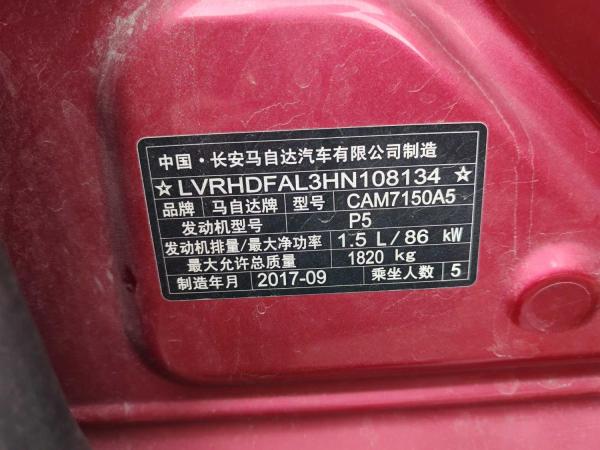 中国·长安马自达汽车有限公司制造
☆LVRHDFAL3HN108134☆
品牌 马自达牌 型号 CAM7150A5
发动机型号 P5
发动机排量/最大净功率 1.5 L/86 kW
最大允许总质量 1820 kg
制造年月 2017-09 乘坐人数 5